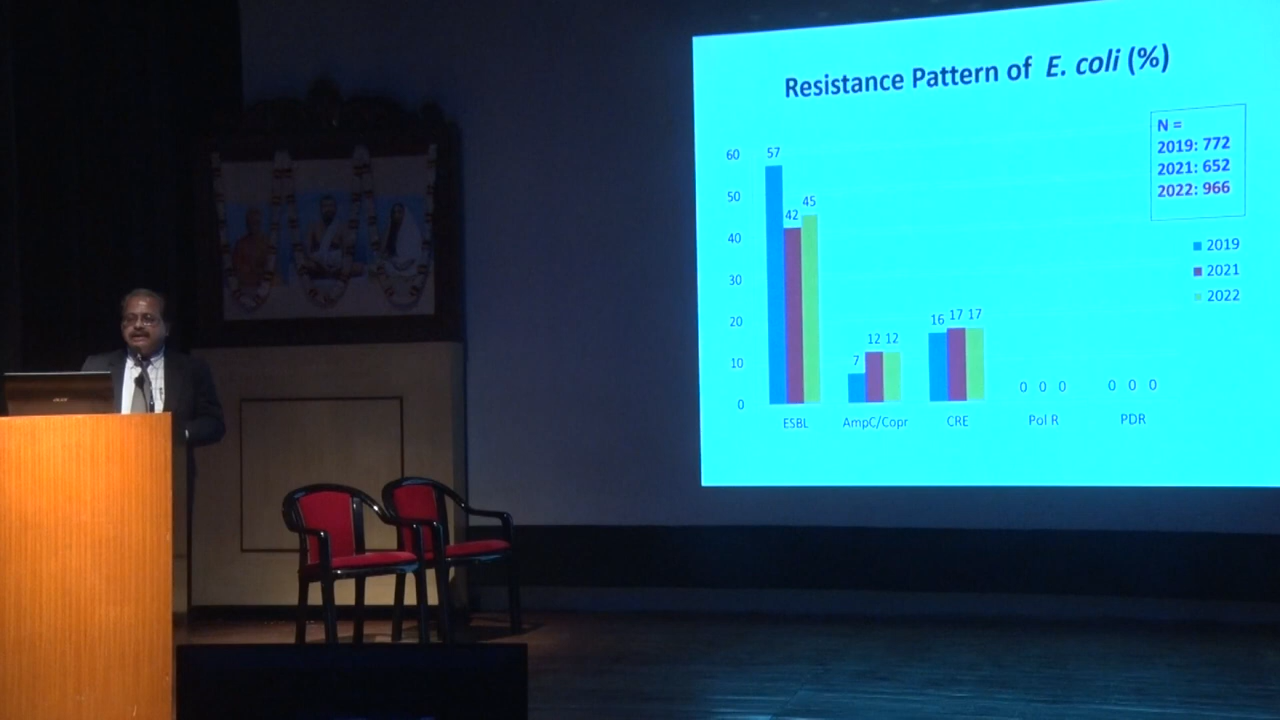 Resistance Pattern of E. coli (%)
N =
2019: 772
2021: 652
2022: 966
60
50
40
30
20
10
0
57
42
45
7
12
12
16
17
17
0 0 0
0 0 0
ESBL
AmpC/Copr
CRE
Pol R
PDR
2019
2021
2022
acer